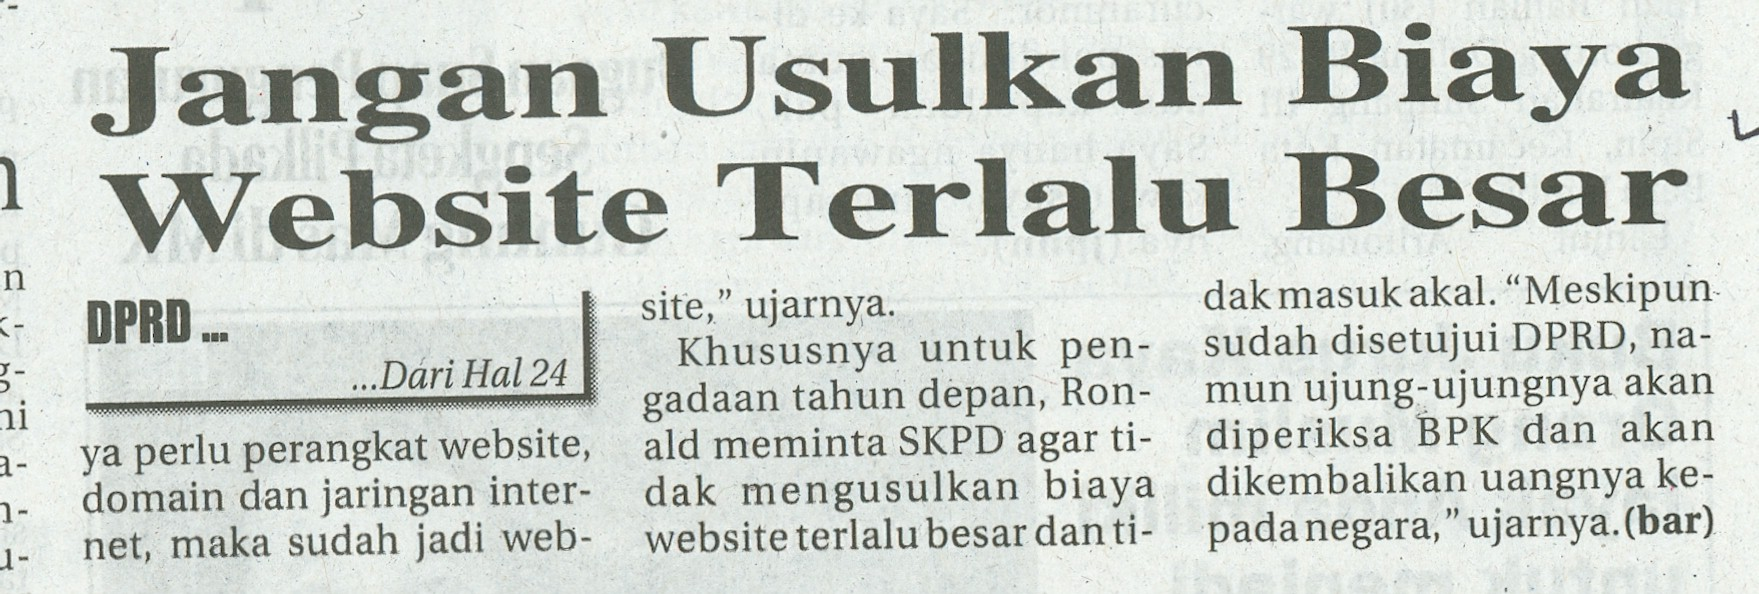 Jangan Usulkan Biaya
Website Terlalu Besar
DPRD ...
...Dari Hal 24
ya perlu perangkat website,
domain dan jaringan inter-
net, maka sudah jadi web-
site,” ujarnya.
Khususnya untuk pen-
gadaan tahun depan, Ron-
ald meminta SKPD agar ti-
dak mengusulkan biaya
website terlalu besar dan ti-
dak masuk akal. “Meskipun
sudah disetujui DPRD, na-
mun ujung-ujungnya akan
diperiksa BPK dan akan
dikembalikan uangnya ke-
pada negara,” ujarnya.(bar)